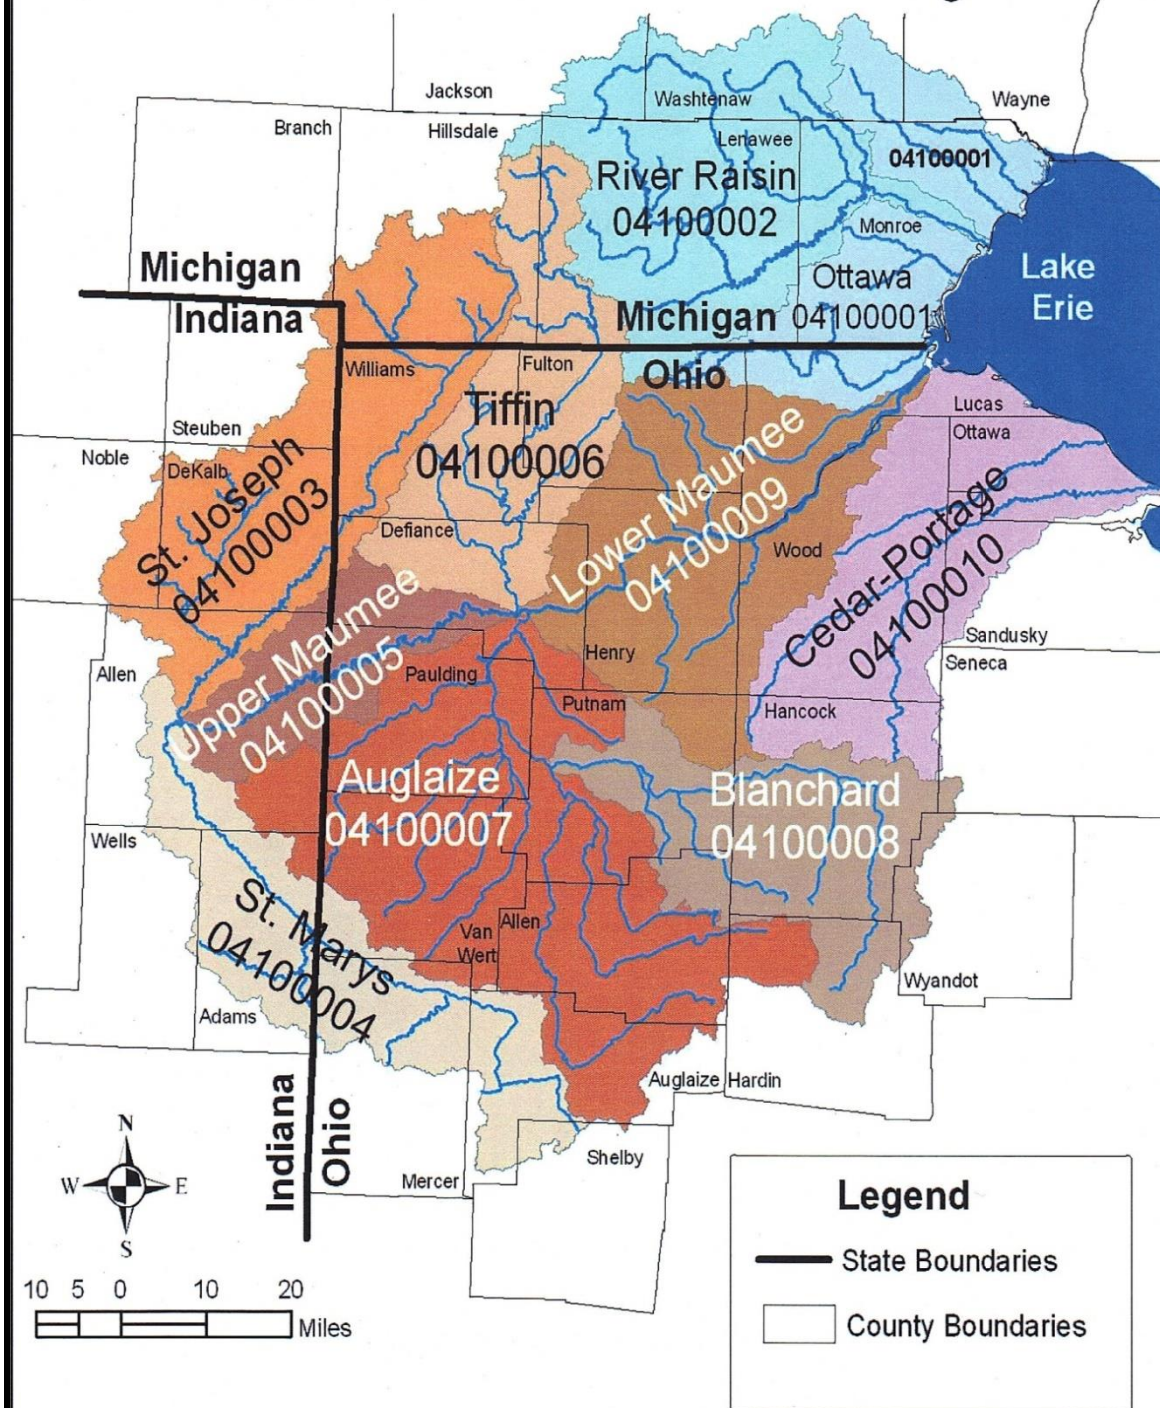 Jackson
Washtenaw
Wayne
Branch
Hillsdale
Lenawee
04100001
River Raisin
04100002
Monroe
Michigan
Indiana
Ottawa
04100001
Lake
Erie
Michigan
Ohio
Williams
Fulton
Tiffin
04100006
Lucas
Ottawa
Steuben
Noble
DeKalb
St. Joseph
04100003
Defiance
Lower Maumee
04100009
Wood
Cedar-Portage
04100010
Upper Maumee
04100005
Sandusky
Seneca
Allen
Paulding
Henry
Putnam
Hancock
Auglaize
04100007
Blanchard
04100008
Wells
St. Marys
04100004
Van
Wert
Allen
Wyandot
Adams
Auglaize
Hardin
Indiana
Ohio
Mercer
Shelby
N
W
E
S
10 5 0 10 20
Miles
Legend
State Boundaries
County Boundaries